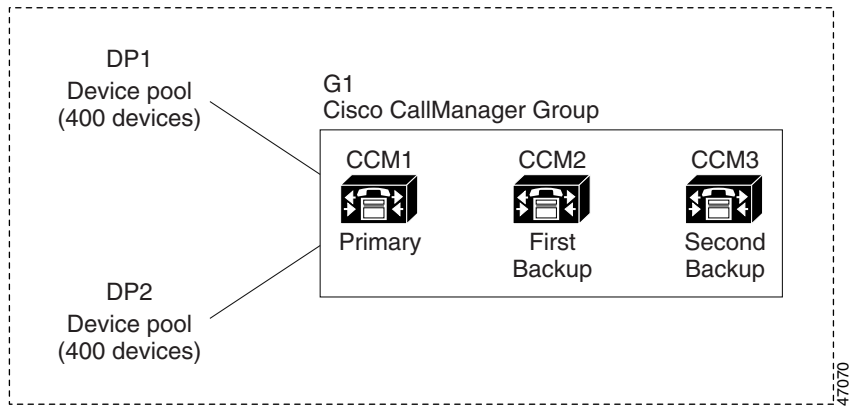 DP1
Device pool
(400 devices)
G1
Cisco CallManager Group
CCM1
Primary
CCM2
First
Backup
CCM3
Second
Backup
DP2
Device pool
(400 devices)
47070